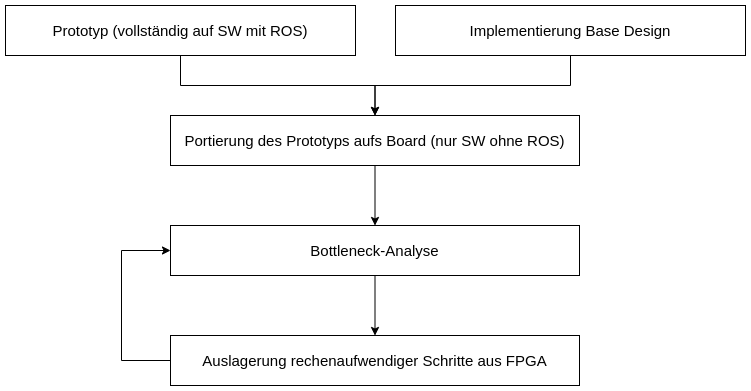 Prototyp (vollständig auf SW mit ROS)
Implementierung Base Design
Portierung des Prototyps aufs Board (nur SW ohne ROS)
Bottleneck-Analyse
Auslagerung rechenaufwendiger Schritte aus FPGA